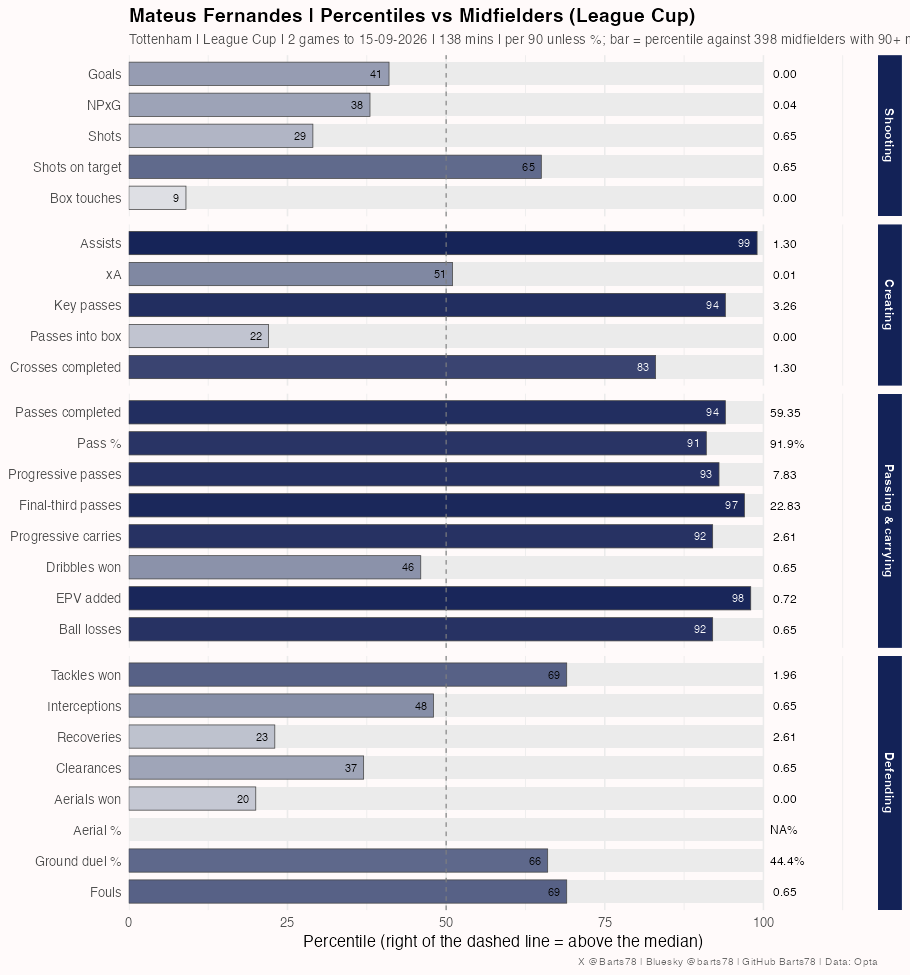 Mateus Fernandes | Percentiles vs Midfielders (League Cup)
Tottenham | League Cup | 2 games to 15-09-2026 | 138 mins | per 90 unless %; bar = percentile against 398 midfielders with 90+
Goals 41 0.00
NPxG 38 0.04
Shots 29 0.65
Shots on target 65 0.65
Box touches 9 0.00
Shooting
Assists 99 1.30
xA 51 0.01
Key passes 94 3.26
Passes into box 22 0.00
Crosses completed 83 1.30
Creating
Passes completed 94 59.35
Pass % 91 91.9%
Progressive passes 93 7.83
Final-third passes 97 22.83
Progressive carries 92 2.61
Dribbles won 46 0.65
EPV added 98 0.72
Ball losses 92 0.65
Passing & carrying
Tackles won 69 1.96
Interceptions 48 0.65
Recoveries 23 2.61
Clearances 37 0.65
Aerials won 20 0.00
Aerial % NA%
Ground duel % 66 44.4%
Fouls 69 0.65
Defending
0 25 50 75 100
Percentile (right of the dashed line = above the median)
X @Barts78 | Bluesky @barts78 | GitHub Barts78 | Data: Opta